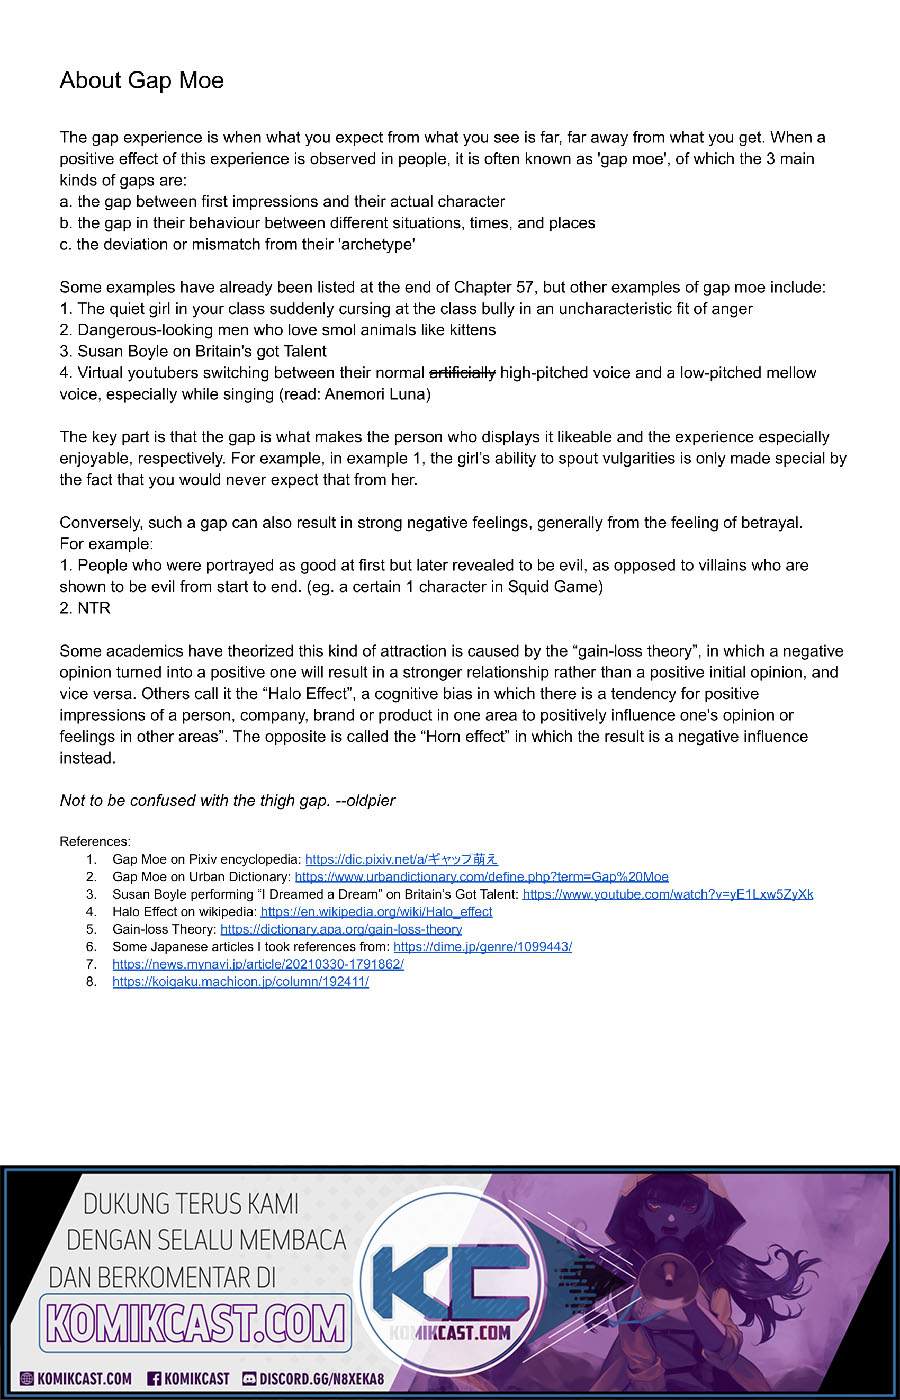 About Gap Moe
The gap experience is when what you expect from what you see is far, far away from what you get. When a
positive effect of this experience is observed in people, it is often known as 'gap moe', of which the 3 main
kinds of gaps are:
a. the gap between first impressions and their actual character
b. the gap in their behaviour between different situations, times, and places
c. the deviation or mismatch from their 'archetype'
Some examples have already been listed at the end of Chapter 57, but other examples of gap moe include:
1. The quiet girl in your class suddenly cursing at the class bully in an uncharacteristic fit of anger
2. Dangerous-looking men who love smol animals like kittens
3. Susan Boyle on Britain's got Talent
4. Virtual youtubers switching between their normal artificially high-pitched voice and a low-pitched mellow
voice, especially while singing (read: Anemori Luna)
The key part is that the gap is what makes the person who displays it likeable and the experience especially
enjoyable, respectively. For example, in example 1, the girl's ability to spout vulgarities is only made special by
the fact that you would never expect that from her.
Conversely, such a gap can also result in strong negative feelings, generally from the feeling of betrayal.
For example:
1. People who were portrayed as good at first but later revealed to be evil, as opposed to villains who are
shown to be evil from start to end. (eg. a certain 1 character in Squid Game)
2. NTR
Some academics have theorized this kind of attraction is caused by the “gain-loss theory”, in which a negative
opinion turned into a positive one will result in a stronger relationship rather than a positive initial opinion, and
vice versa. Others call it the “Halo Effect”, a cognitive bias in which there is a tendency for positive
impressions of a person, company, brand or product in one area to positively influence one's opinion or
feelings in other areas”. The opposite is called the “Horn effect” in which the result is a negative influence
instead.
Not to be confused with the thigh gap. --oldpier
References:
1. Gap Moe on Pixiv encyclopedia: https://dic.pixiv.net/a/ギャップ萌え
2. Gap Moe on Urban Dictionary: https://www.urbandictionary.com/define.php?term=Gap%20Moe
3. Susan Boyle performing “I Dreamed a Dream” on Britain's Got Talent: https://www.youtube.com/watch?v=yE1Lxw5ZyXk
4. Halo Effect on wikipedia: https://en.wikipedia.org/wiki/Halo_effect
5. Gain-loss Theory: https://dictionary.apa.org/gain-loss-theory
6. Some Japanese articles I took references from: https://dime.jp/genre/1099443/
7. https://news.mynavi.jp/article/20210330-1791862/
8. https://koigaku.machicon.jp/column/192411/
DUKUNG TERUS KAMI
DENGAN SELALU MEMBACA
DAN BERKOMENTAR DI
KOMIKCAST.COM
KC
KOMIKCAST.COM
KOMIKCAST.COM KOMIKCAST DISCORD.GG/N8XEKA8